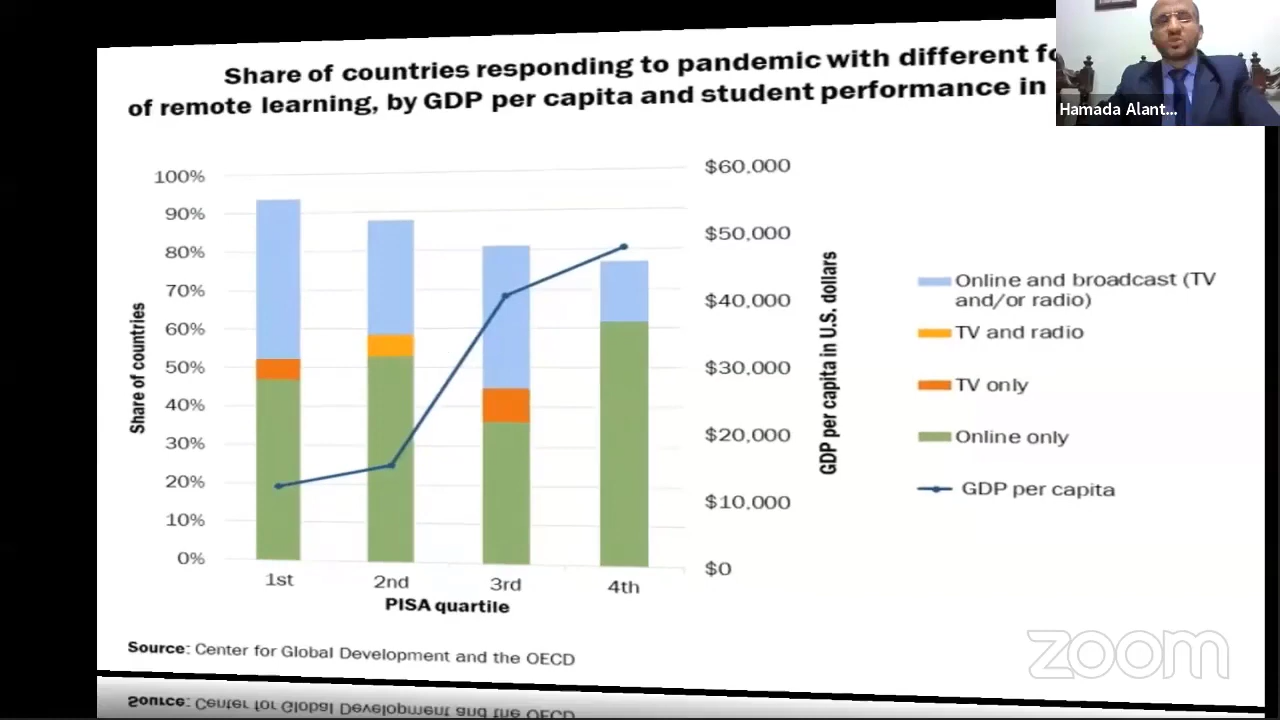 Share of countries responding to pandemic with different
of remote learning, by GDP per capita and student performance in
Hamada Alant...
100%
90%
80%
70%
60%
50%
40%
30%
20%
10%
0%
Share of countries
1st
2nd
3rd
4th
PISA quartile
$60,000
$50,000
$40,000
$30,000
$20,000
$10,000
$0
GDP per capita in U.S. dollars
Online and broadcast (TV
and/or radio)
TV and radio
TV only
Online only
GDP per capita
Source: Center for Global Development and the OECD
zoom
Source: Center for Global Development and the OECD